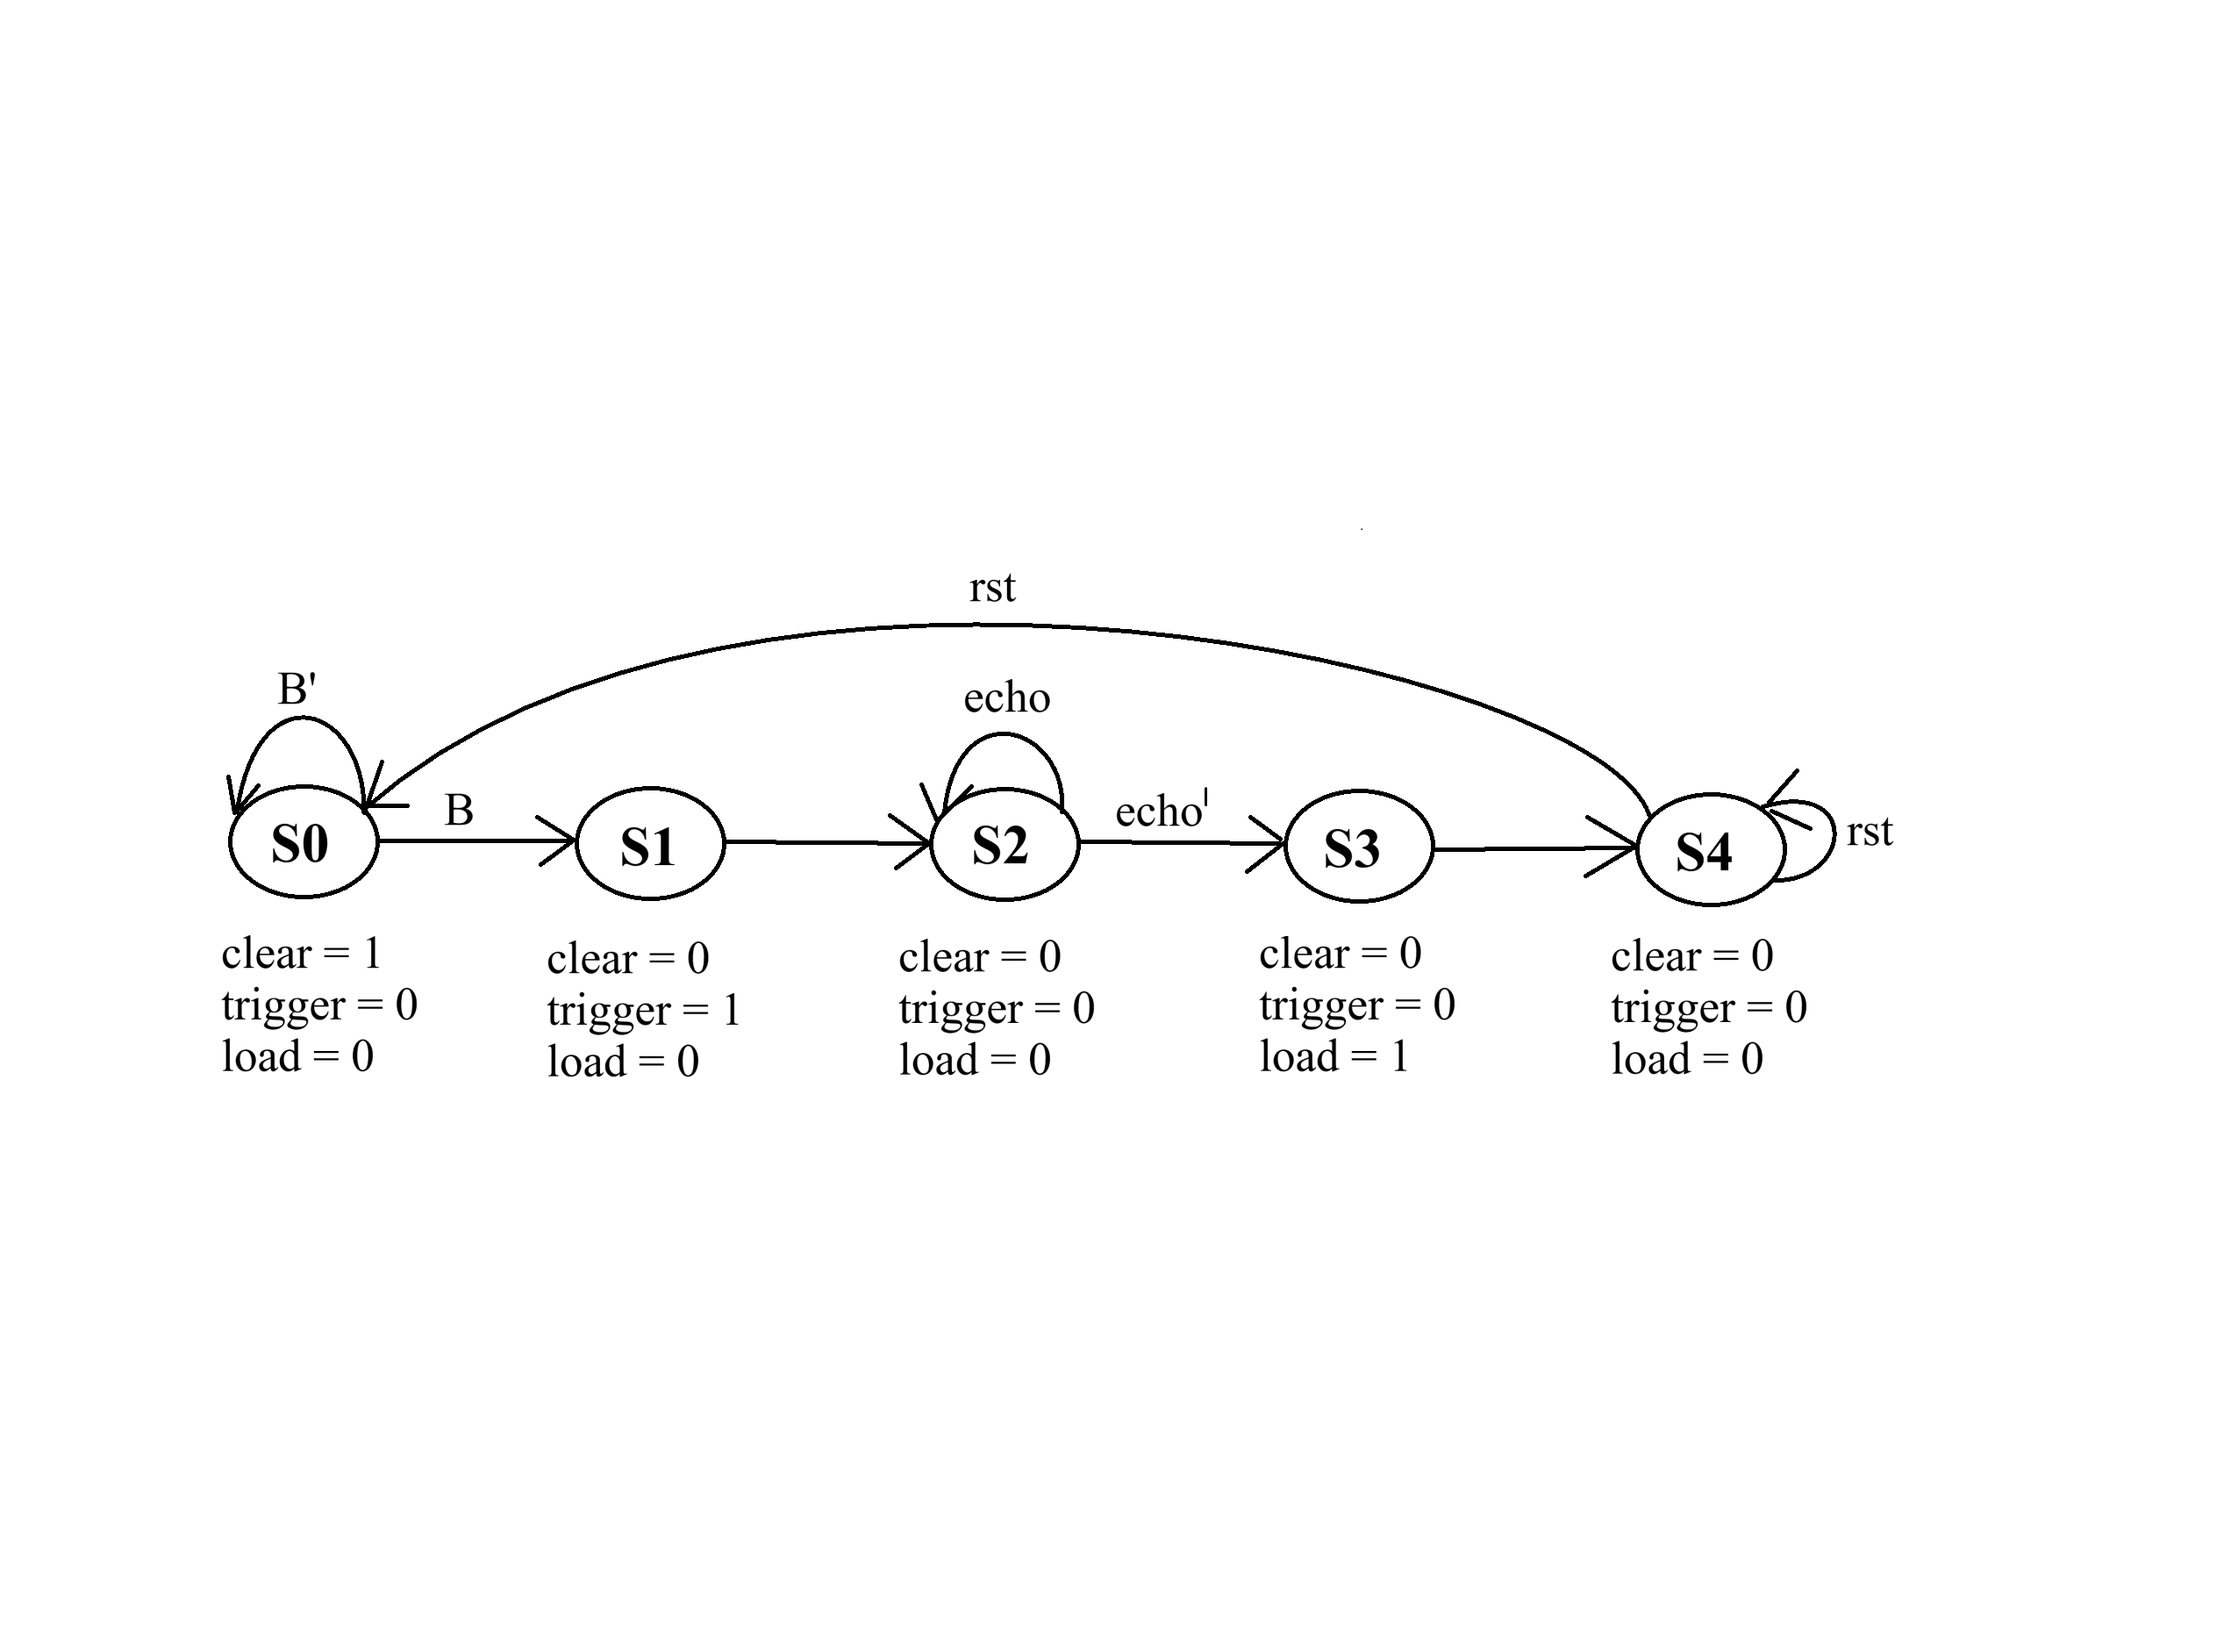 rst
B'
echo
B
echo'
rst
S0
S1
S2
S3
S4
clear = 1
trigger = 0
load = 0
clear = 0
trigger = 1
load = 0
clear = 0
trigger = 0
load = 0
clear = 0
trigger = 0
load = 1
clear = 0
trigger = 0
load = 0